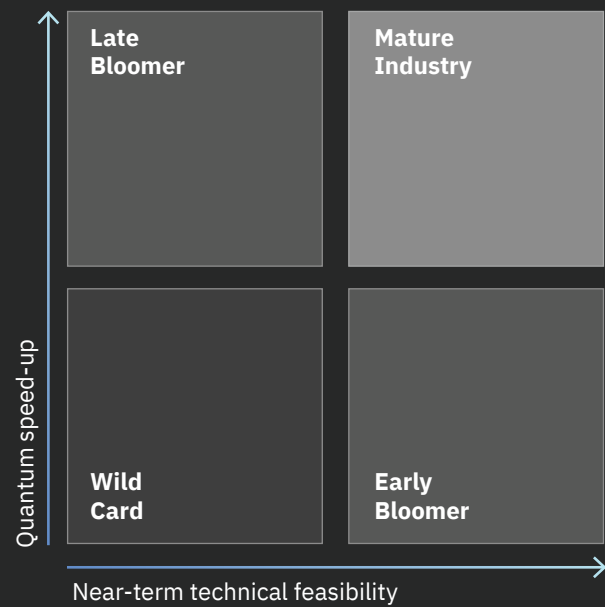 Late
Bloomer
Mature
Industry
Quantum speed-up
Wild
Card
Early
Bloomer
Near-term technical feasibility